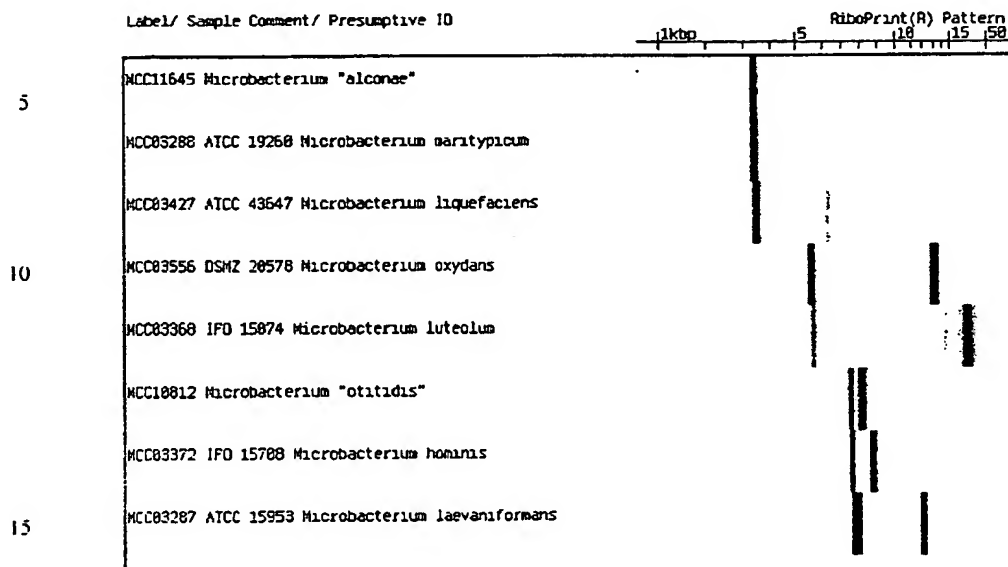 Label/ Sample Comment/ Presumptive ID RiboPrint(R) Pattern
1kbp 5 10 15 50
MCC11645 Microbacterium "alconae"
5
MCC03288 ATCC 19260 Microbacterium maritypicum
MCC03427 ATCC 43647 Microbacterium liquefaciens
MCC03556 DSMZ 20578 Microbacterium oxydans
10
MCC03368 IFO 15074 Microbacterium luteolum
MCC10812 Microbacterium "otitidis"
MCC03372 IFO 15708 Microbacterium hominis
MCC03287 ATCC 15953 Microbacterium laevaniformans
15